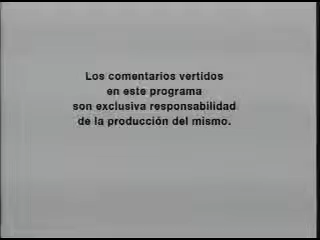 Los comentarios vertidos
en este programa
son exclusiva responsabilidad
de la producción del mismo.